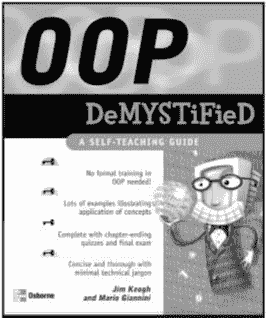 OOP
DeMYSTiFieD
A SELF-TEACHING GUIDE
No formal training in
OOP needed!
Lots of examples illustrating
application of concepts
Complete with chapter-ending
quizzes and final exam
Concise and thorough with
minimal technical jargon
Jim Keogh
and Mario Giannini
Osborne